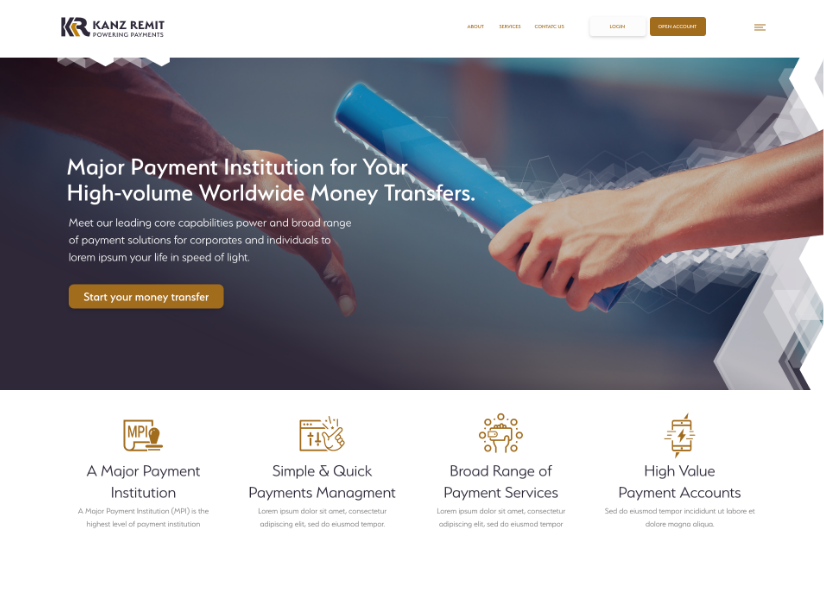 KANZ REMIT
POWERING PAYMENTS
ABOUT
SERVICES
CONTATC US
LOGIN
OPEN ACCOUNT
Major Payment Institution for Your
High-volume Worldwide Money Transfers.
Meet our leading core capabilities power and broad range
of payment solutions for corporates and individuals to
lorem ipsum your life in speed of light.
Start your money transfer
MPI
A Major Payment
Institution
A Major Payment Institution (MPI) is the
highest level of payment institution
Simple & Quick
Payments Managment
Lorem ipsum dolor sit amet, consectetur
adipiscing elit, sed do eiusmod tempor.
Broad Range of
Payment Services
Lorem ipsum dolor sit amet, consectetur
adipiscing elit, sed do eiusmod tempor
High Value
Payment Accounts
Sed do eiusmod tempor incididunt ut labore et
dolore magna aliqua.